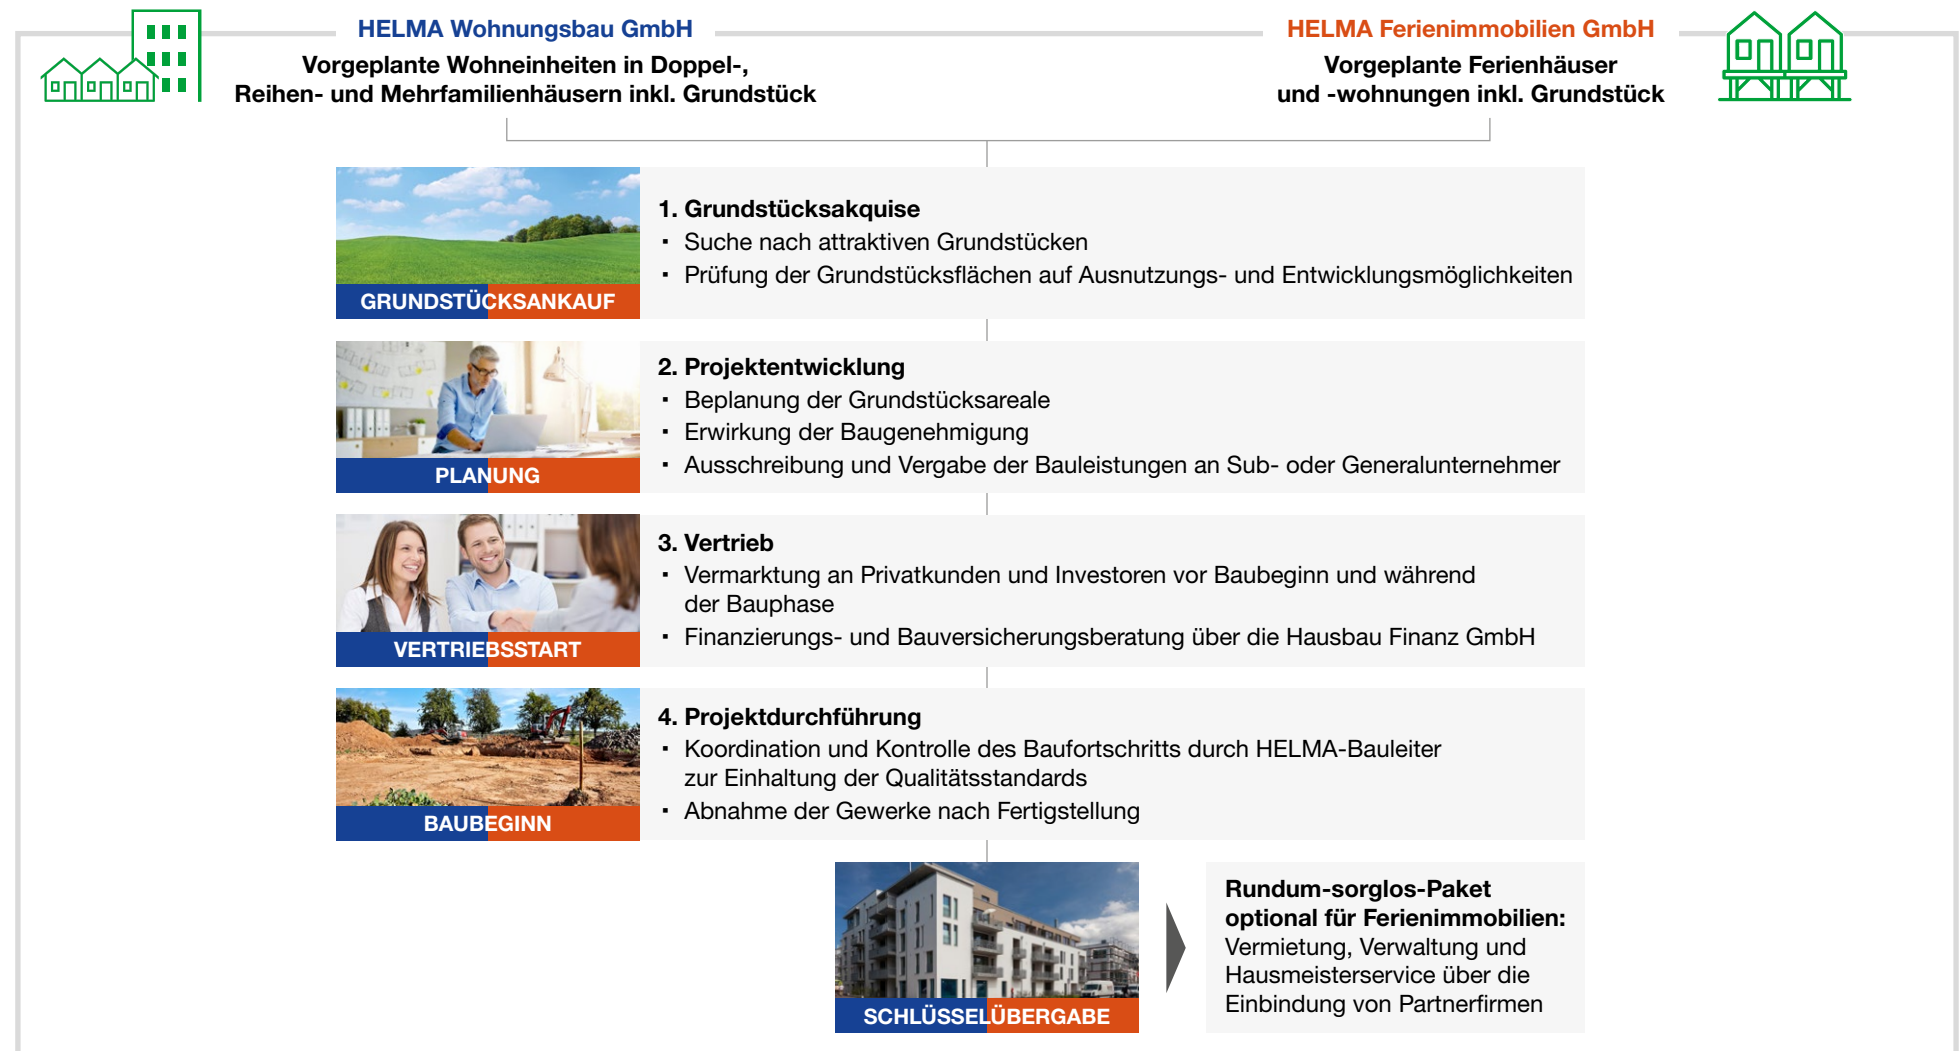 HELMA Wohnungsbau GmbH
Vorgeplante Wohneinheiten in Doppel-,
Reihen- und Mehrfamilienhäusern inkl. Grundstück
HELMA Ferienimmobilien GmbH
Vorgeplante Ferienhäuser
und -wohnungen inkl. Grundstück
GRUNDSTÜCKSANKAUF
1. Grundstücksakquise
▪ Suche nach attraktiven Grundstücken
▪ Prüfung der Grundstücksflächen auf Ausnutzungs- und Entwicklungsmöglichkeiten
PLANUNG
2. Projektentwicklung
▪ Beplanung der Grundstücksareale
▪ Erwirkung der Baugenehmigung
▪ Ausschreibung und Vergabe der Bauleistungen an Sub- oder Generalunternehmer
VERTRIEBSSTART
3. Vertrieb
▪ Vermarktung an Privatkunden und Investoren vor Baubeginn und während
der Bauphase
▪ Finanzierungs- und Bauversicherungsberatung über die Hausbau Finanz GmbH
BAUBEGINN
4. Projektdurchführung
▪ Koordination und Kontrolle des Baufortschritts durch HELMA-Bauleiter
zur Einhaltung der Qualitätsstandards
▪ Abnahme der Gewerke nach Fertigstellung
SCHLÜSSELÜBERGABE
Rundum-sorglos-Paket
optional für Ferienimmobilien:
Vermietung, Verwaltung und
Hausmeisterservice über die
Einbindung von Partnerfirmen